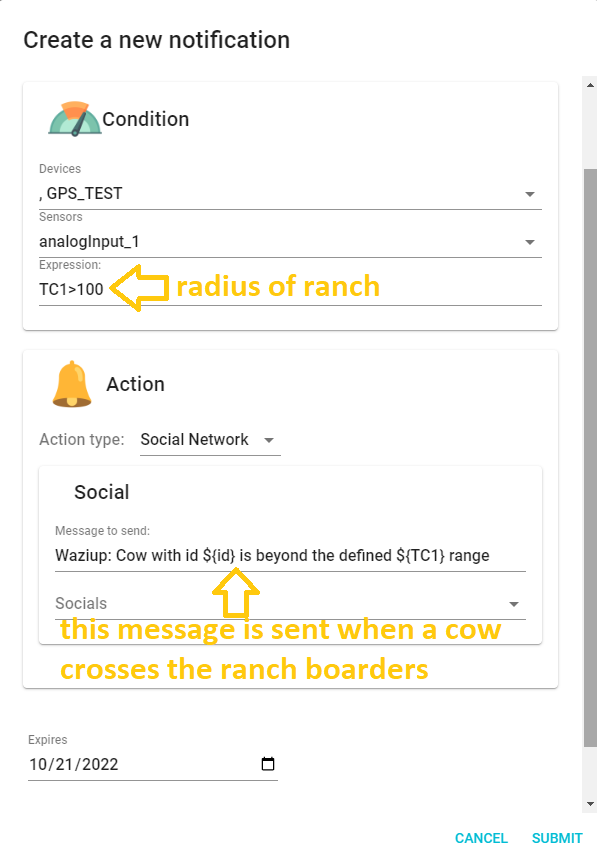 Create a new notification
Condition
Devices
, GPS_TEST
Sensors
analogInput_1
Expression:
TC1>100
radius of ranch
Action
Action type: Social Network
Social
Message to send:
Waziup: Cow with id ${id} is beyond the defined ${TC1} range
Socials
this message is sent when a cow
crosses the ranch boarders
Expires
10/21/2022
CANCEL SUBMIT